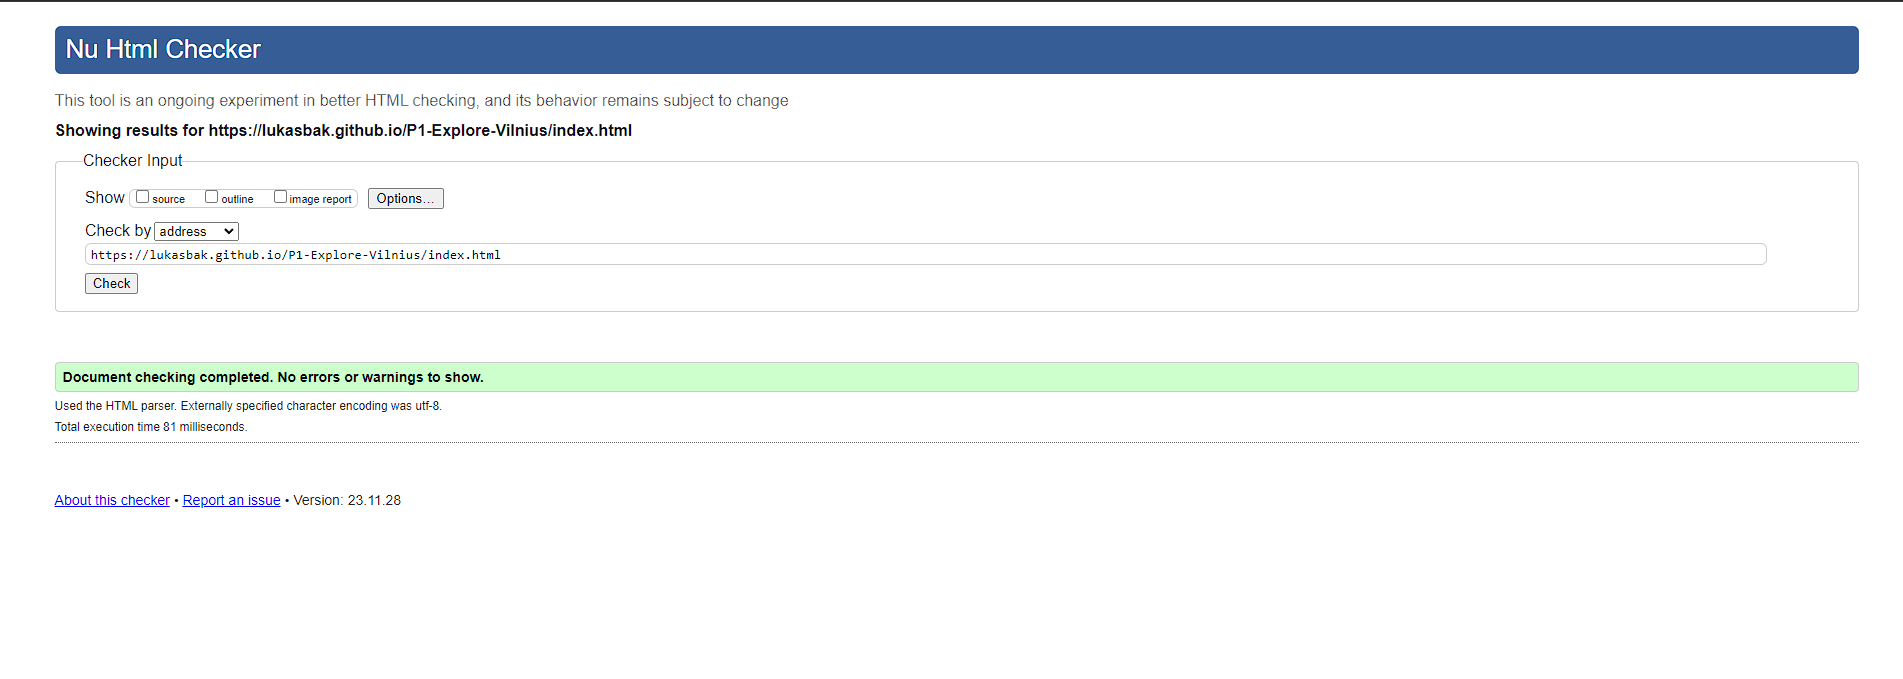 Nu Html Checker
This tool is an ongoing experiment in better HTML checking, and its behavior remains subject to change
Showing results for https://lukasbak.github.io/P1-Explore-Vilnius/index.html
Checker Input
Show source outline image report Options...
Check by address
https://lukasbak.github.io/P1-Explore-Vilnius/index.html
Check
Document checking completed. No errors or warnings to show.
Used the HTML parser. Externally specified character encoding was utf-8.
Total execution time 81 milliseconds.
About this checker • Report an issue • Version: 23.11.28